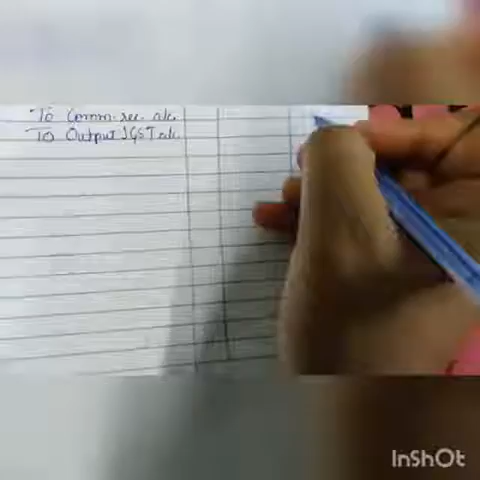 To Comm. rec. a/c.
To Output IGST a/c
InShOt